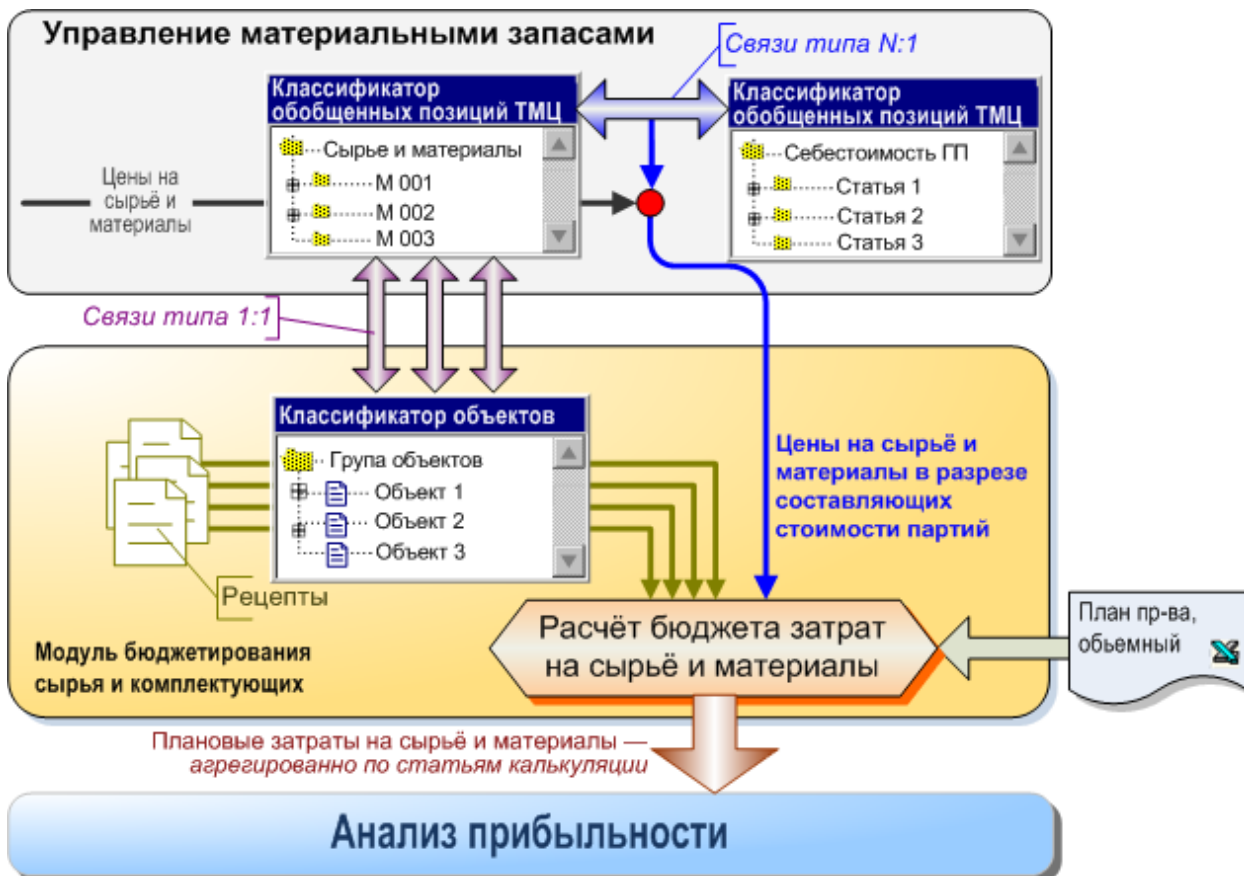 Управление материальными запасами
Связи типа N:1
Классификатор
обобщенных позиций ТМЦ
Сырье и материалы
М 001
М 002
М 003
Классификатор
обобщенных позиций ТМЦ
Себестоимость ГП
Статья 1
Статья 2
Статья 3
Цены на
сырьё и
материалы
Связи типа 1:1
Классификатор объектов
Група объектов
Объект 1
Объект 2
Объект 3
Рецепты
Цены на сырьё и
материалы в разрезе
составляющих
стоимости партий
Модуль бюджетирования
сырья и комплектующих
Расчёт бюджета затрат
на сырьё и материалы
План пр-ва,
обьемный
Плановые затраты на сырьё и материалы —
агрегированно по статьям калькуляции
Анализ прибыльности